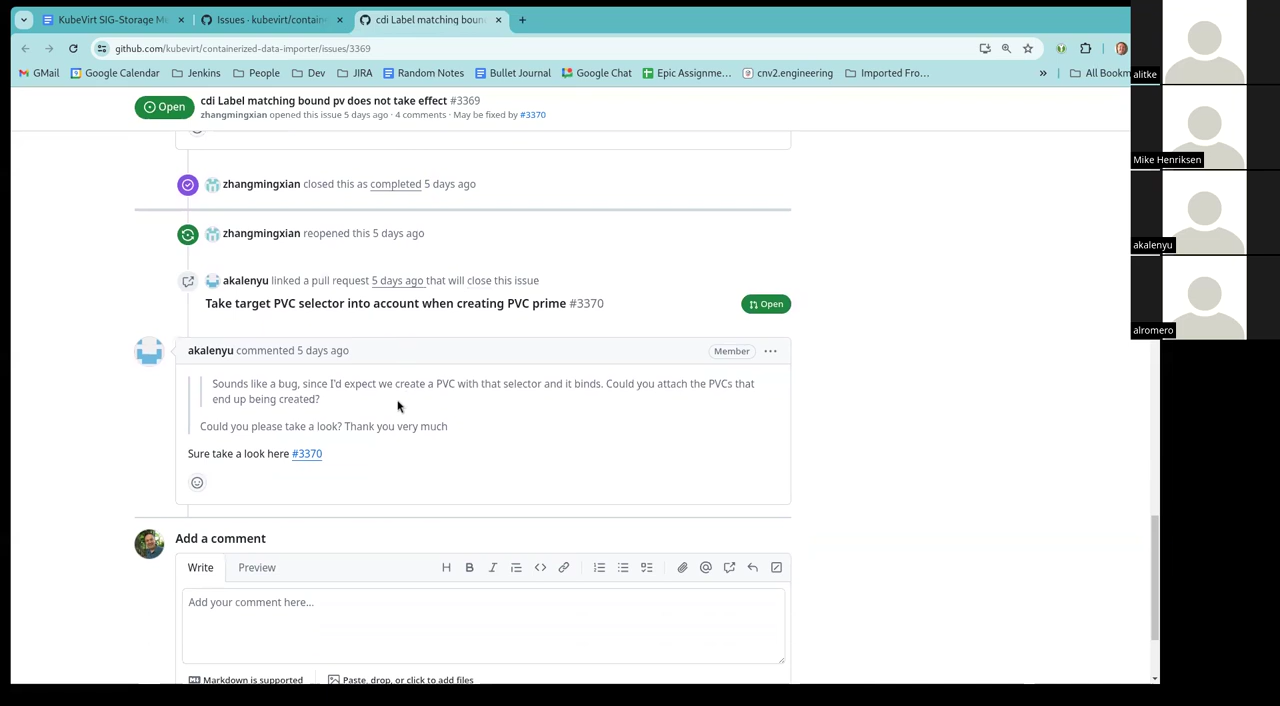 KubeVirt SIG-Storage M
Issues · kubevirt/contain
cdi Label matching boun
github.com/kubevirt/containerized-data-importer/issues/3369
GMail
Google Calendar
Jenkins
People
Dev
JIRA
Random Notes
Bullet Journal
Google Chat
Epic Assignme…
cnv2.engineering
Imported Fro…
»
All Bookm
Open
cdi Label matching bound pv does not take effect #3369
zhangmingxian opened this issue 5 days ago · 4 comments · May be fixed by #3370
zhangmingxian closed this as completed 5 days ago
zhangmingxian reopened this 5 days ago
akalenyu linked a pull request 5 days ago that will close this issue
Take target PVC selector into account when creating PVC prime #3370
Open
akalenyu commented 5 days ago
Member
Sounds like a bug, since I'd expect we create a PVC with that selector and it binds. Could you attach the PVCs that
end up being created?
Could you please take a look? Thank you very much
Sure take a look here #3370
Add a comment
Write
Preview
Add your comment here...
Markdown is supported
Paste, drop, or click to add files
alitke
Mike Henriksen
akalenyu
alromero